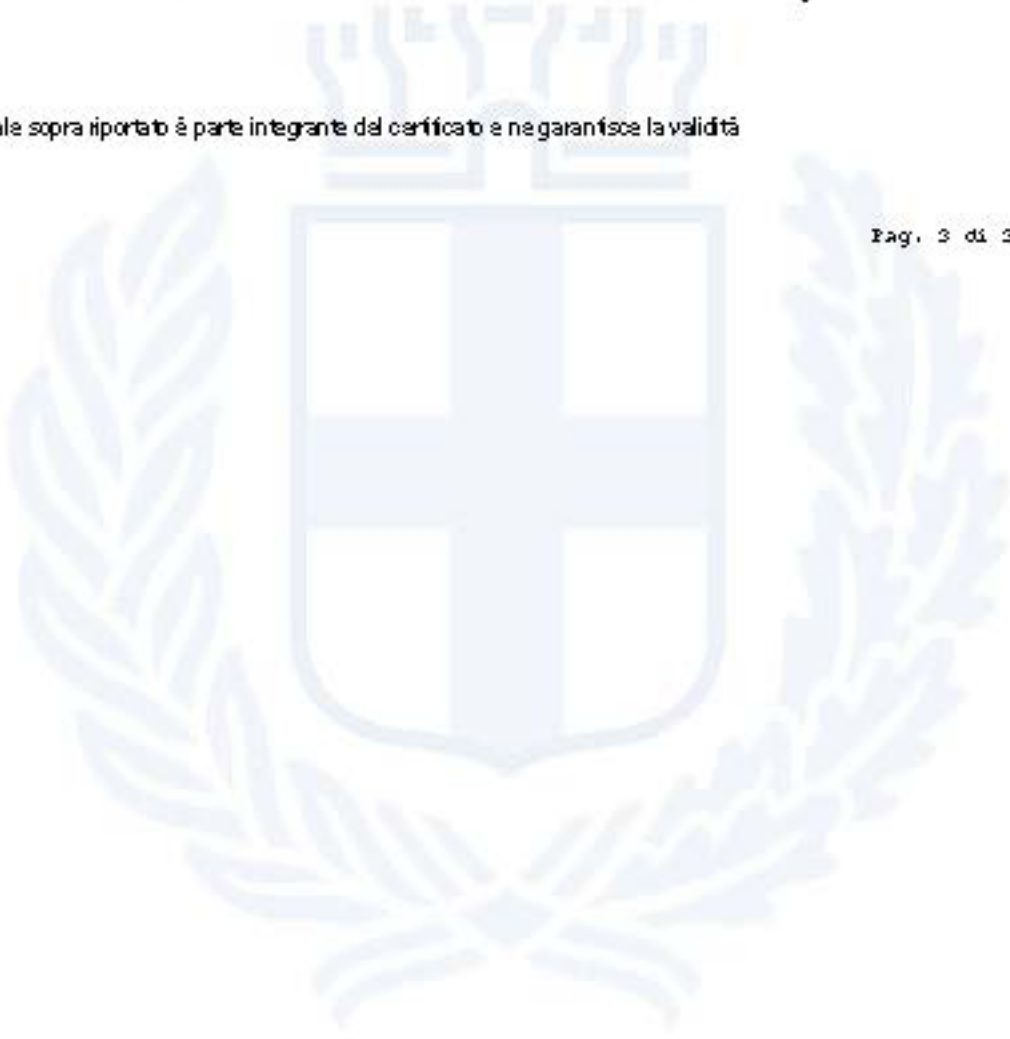 le sopra riportato è parte integrante del certificato e ne garantisce la validità
Pag. 3 di 3